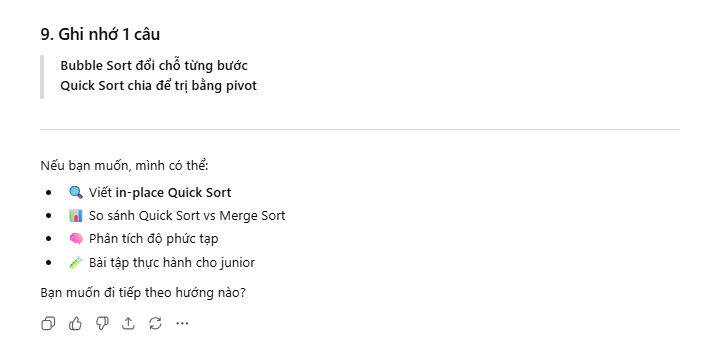 9. Ghi nhớ 1 câu
Bubble Sort đổi chỗ từng bước
Quick Sort chia để trị bằng pivot
Nếu bạn muốn, mình có thể:
🔍 Viết in-place Quick Sort
📊 So sánh Quick Sort vs Merge Sort
🧠 Phân tích độ phức tạp
🧪 Bài tập thực hành cho junior
Bạn muốn đi tiếp theo hướng nào?